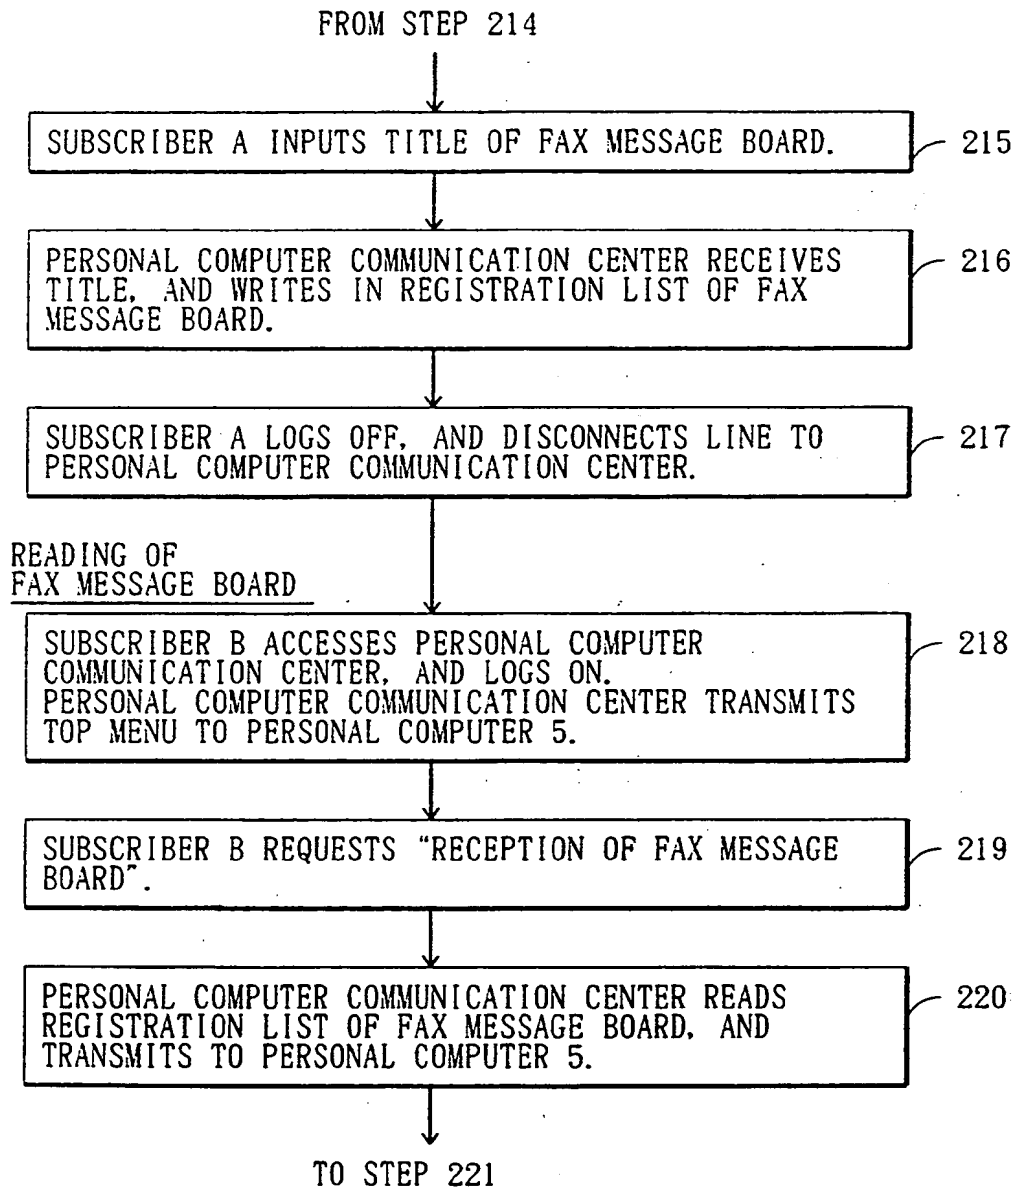 FROM STEP 214
SUBSCRIBER A INPUTS TITLE OF FAX MESSAGE BOARD.
215
PERSONAL COMPUTER COMMUNICATION CENTER RECEIVES
TITLE, AND WRITES IN REGISTRATION LIST OF FAX
MESSAGE BOARD.
216
SUBSCRIBER A LOGS OFF, AND DISCONNECTS LINE TO
PERSONAL COMPUTER COMMUNICATION CENTER.
217
READING OF
FAX MESSAGE BOARD
SUBSCRIBER B ACCESSES PERSONAL COMPUTER
COMMUNICATION CENTER, AND LOGS ON.
PERSONAL COMPUTER COMMUNICATION CENTER TRANSMITS
TOP MENU TO PERSONAL COMPUTER 5.
218
SUBSCRIBER B REQUESTS “RECEPTION OF FAX MESSAGE
BOARD”.
219
PERSONAL COMPUTER COMMUNICATION CENTER READS
REGISTRATION LIST OF FAX MESSAGE BOARD, AND
TRANSMITS TO PERSONAL COMPUTER 5.
220
TO STEP 221